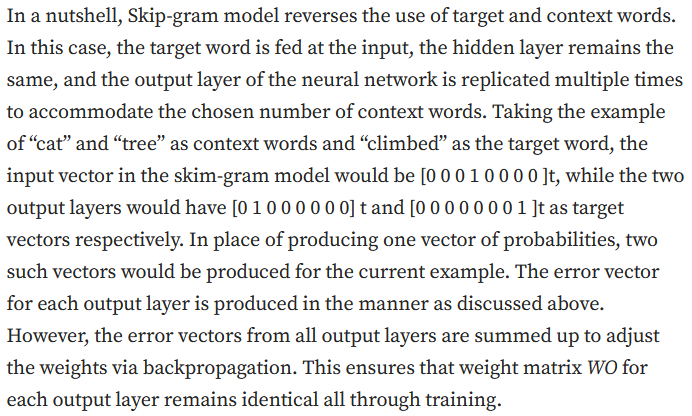 In a nutshell, Skip-gram model reverses the use of target and context words.
In this case, the target word is fed at the input, the hidden layer remains the
same, and the output layer of the neural network is replicated multiple times
to accommodate the chosen number of context words. Taking the example
of “cat” and “tree” as context words and “climbed” as the target word, the
input vector in the skim-gram model would be [0 0 0 1 0 0 0 0 ]t, while the two
output layers would have [0 1 0 0 0 0 0 0] t and [0 0 0 0 0 0 0 1 ]t as target
vectors respectively. In place of producing one vector of probabilities, two
such vectors would be produced for the current example. The error vector
for each output layer is produced in the manner as discussed above.
However, the error vectors from all output layers are summed up to adjust
the weights via backpropagation. This ensures that weight matrix WO for
each output layer remains identical all through training.